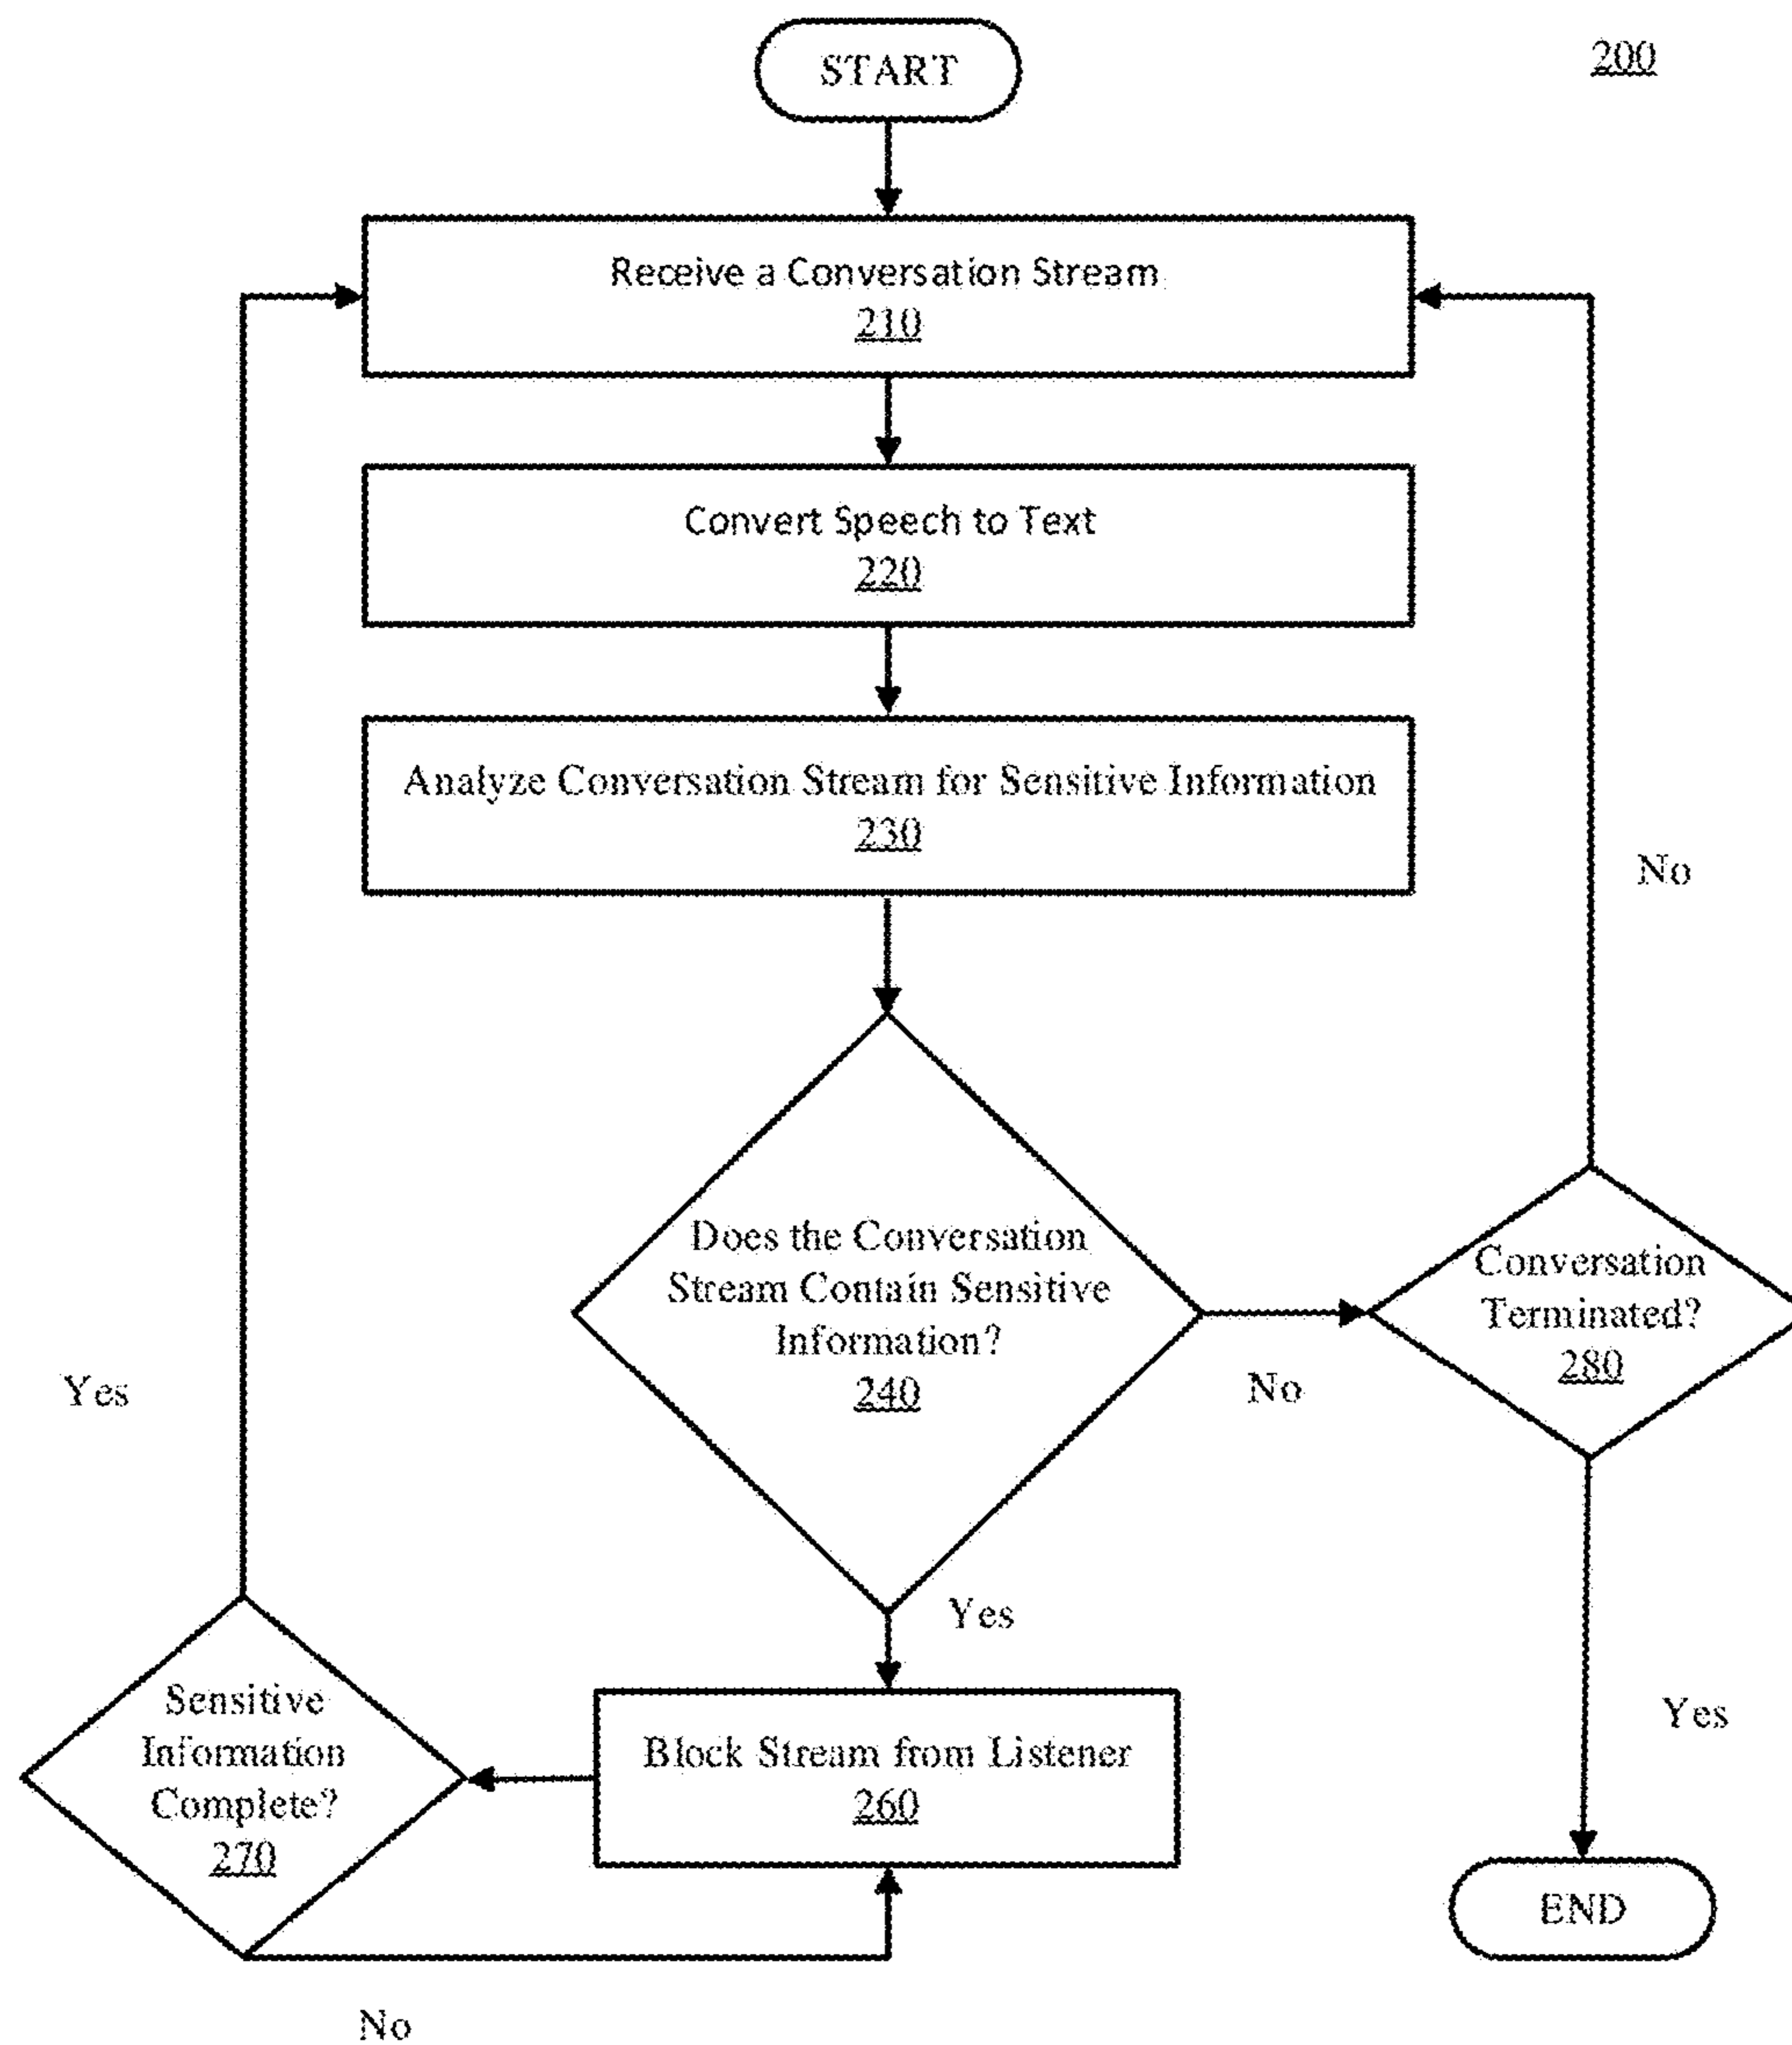 START
200
Receive a Conversation Stream
210
Convert Speech to Text
220
Analyze Conversation Stream for Sensitive Information
230
No
Does the Conversation
Stream Contain Sensitive
Information?
240
No
Conversation
Terminated?
280
Yes
Yes
Sensitive
Information
Complete?
270
Block Stream from Listener
260
Yes
END
No